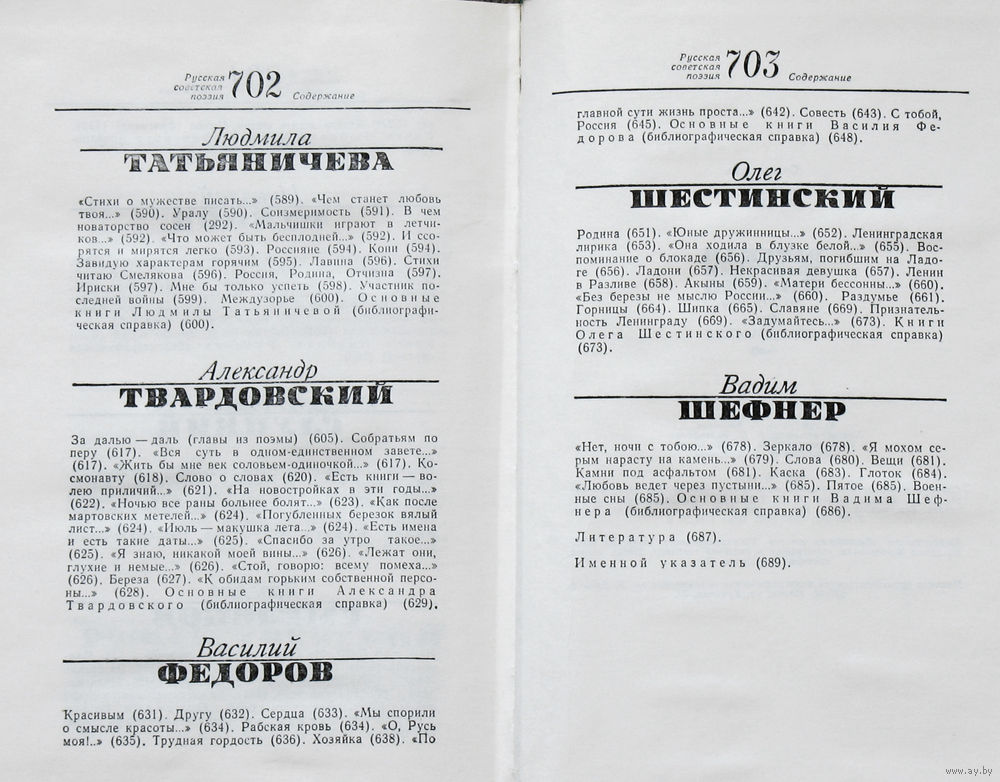 Русская
советская
поэзия
702
Содержание
Людмила
ТАТЬЯНИЧЕВА
«Стихи о мужестве писать...» (589). «Чем станет любовь
твоя...» (590). Уралу (590). Соизмеримость (591). В чем
новаторство сосен (292). «Мальчишки играют в летчи-
ков...» (592). «Что может быть бесплодней...» (592). И ссо-
рятся и мирятся легко (593). Россияне (594). Кони (594).
Завидую характерам горячим (595). Лавина (596). Стихи
читаю Смелякова (596). Россия, Родина, Отчизна (597).
Ириски (597). Мне бы только успеть (598). Участник по-
следней войны (599). Междузорье (600). Основные
книги Людмилы Татьяничевой (библиографи-
ческая справка) (600).
Александр
ТВАРДОВСКИЙ
За далью — даль (главы из поэмы) (605). Собратьям по
перу (617). «Вся суть в одном-единственном завете...»
(617). «Жить бы мне век соловьем-одиночкой...» (617). Ко-
смонавту (618). Слово о словах (620). «Есть книги — во-
лею приличий...» (621). «На новостройках в эти годы..»
(622). «Ночью все раны больнее болят...» (623). «Как после
мартовских метелей...» (624). «Погубленных березок вялый
лист...» (624). «Июль — макушка лета...» (624). «Есть имена
и есть такие даты...» (625). «Спасибо за утро такое...»
(625). «Я знаю, никакой моей вины...» (626). «Лежат они,
глухие и немые...» (626). «Стой, говорю: всему помеха...»
(626). Береза (627). «К обидам горьким собственной персо-
ны...» (628). Основные книги Александра
Твардовского (библиографическая справка) (629).
Василий
ФЕДОРОВ
Красивым (631). Другу (632). Сердца (633). «Мы спорили
о смысле красоты...» (634). Рабская кровь (634). «О, Русь
моя!..» (635). Трудная гордость (636). Хозяйка (638). «По
Русская
советская
поэзия
703
Содержание
главной сути жизнь проста...» (642). Совесть (643). С тобой,
Россия (645). Основные книги Василия Фе-
дорова (библиографическая справка) (648).
Олег
ШЕСТИНСКИЙ
Родина (651). «Юные дружинницы...» (652). Ленинградская
лирика (653). «Она ходила в блузке белой...» (655). Вос-
поминание о блокаде (656). Друзьям, погибшим на Ладо-
ге (656). Ладони (657). Некрасивая девушка (657). Ленин
в Разливе (658). Акыны (659). «Матери бессонны...» (660).
«Без березы не мыслю России...» (660). Раздумье (661).
Горницы (664). Шипка (665). Славяне (669). Признатель-
ность Ленинграду (669). «Задумайтесь...» (673). Книги
Олега Шестинского (библиографическая справка)
(673).
Вадим
ШЕФНЕР
«Нет, ночи с тобою...» (678). Зеркало (678). «Я мохом се-
рым нарасту на камень...» (679). Слова (680). Вещи (681).
Камни под асфальтом (681). Каска (683). Глоток (684).
«Любовь ведет через пустыни...» (685). Пятое (685). Воен-
ные сны (685). Основные книги Вадима Шеф-
нера (библиографическая справка) (686).
Литература (687).
Именной указатель (689).
www.ay.by